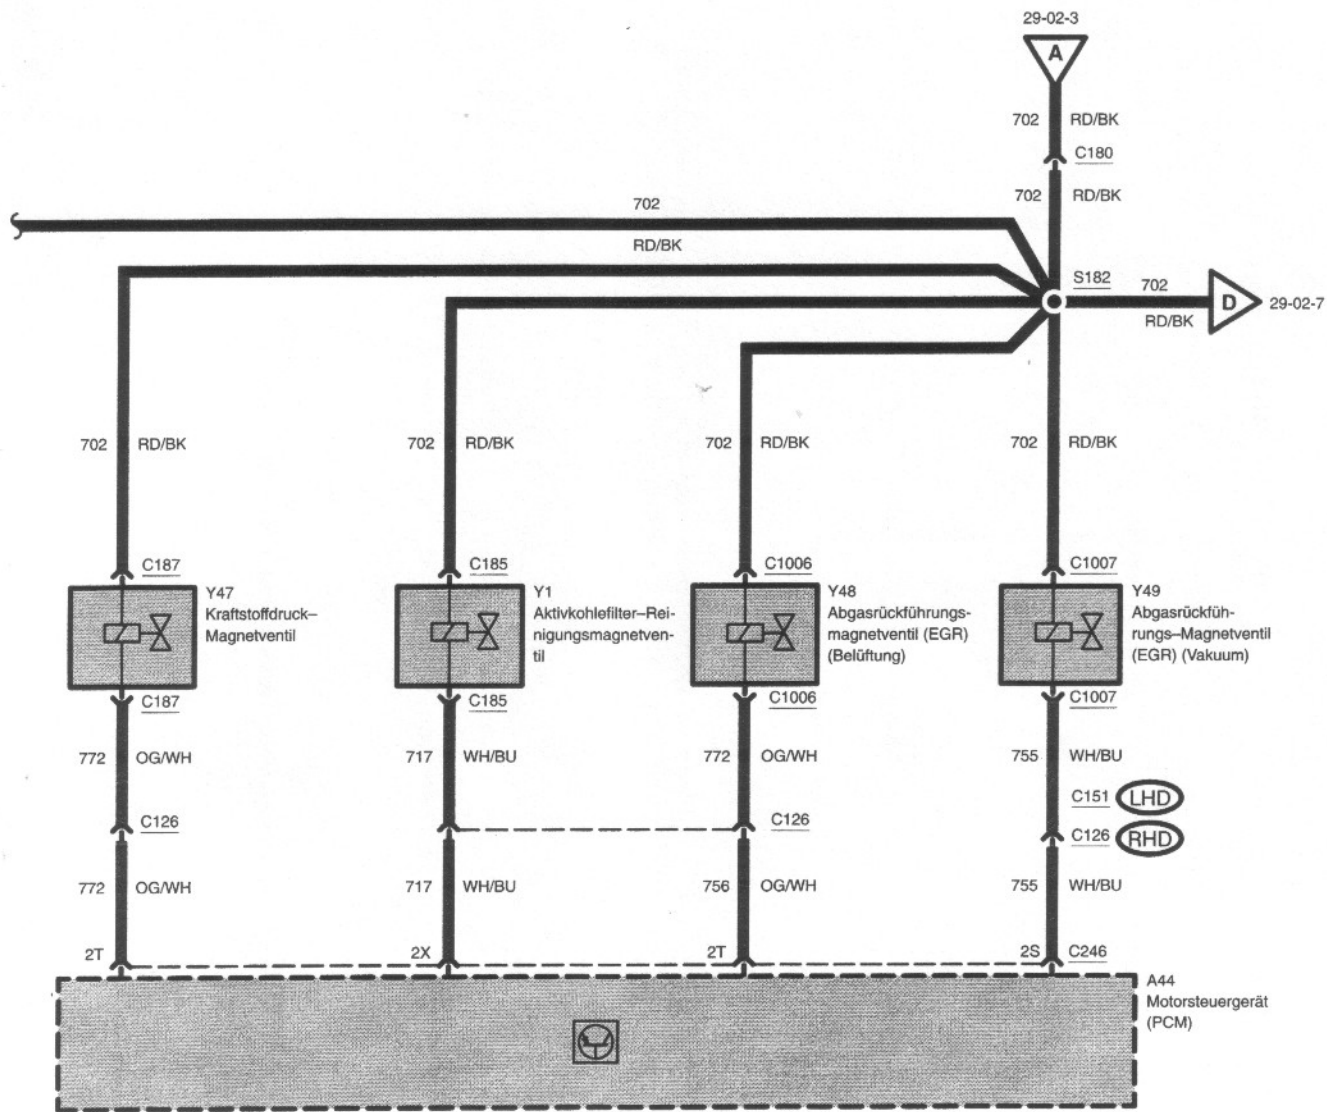 29-02-3
A
702 RD/BK
C180
702 RD/BK
702
RD/BK
S182
702
RD/BK
D
29-02-7
702 RD/BK
702 RD/BK
702 RD/BK
702 RD/BK
C187
C185
C1006
C1007
Y47
Kraftstoffdruck–
Magnetventil
Y1
Aktivkohlefilter–Rei-
nigungsmagnetven-
til
Y48
Abgasrückführungs-
magnetventil (EGR)
(Belüftung)
Y49
Abgasrückfüh-
rungs–Magnetventil
(EGR) (Vakuum)
C187
C185
C1006
C1007
772 OG/WH
717 WH/BU
772 OG/WH
755 WH/BU
C151 LHD
C126
C126
C126 RHD
772 OG/WH
717 WH/BU
756 OG/WH
755 WH/BU
2T
2X
2T
2S C246
A44
Motorsteuergerät
(PCM)